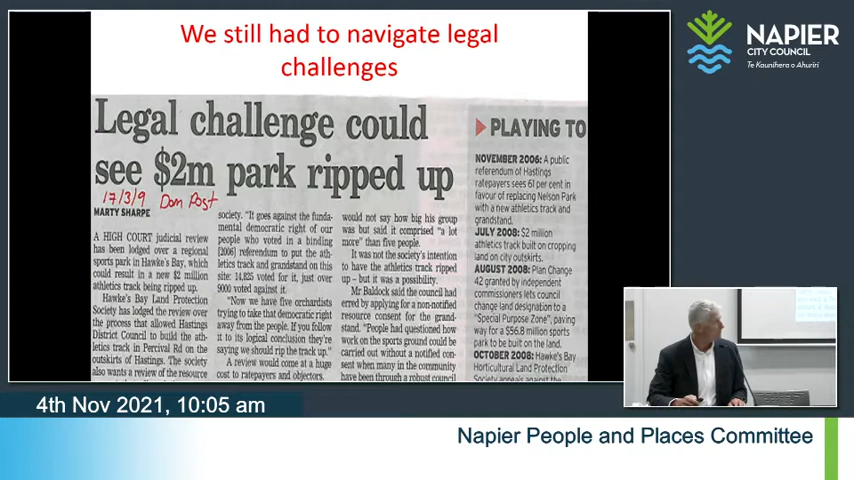 We still had to navigate legal
challenges
Legal challenge could
see $2m park ripped up
17/3/9 Dom Post
MARTY SHARPE
A HIGH COURT judicial review
has been lodged over a regional
sports park in Hawke's Bay, which
could result in a new $2 million
athletics track being ripped up.
Hawke's Bay Land Protection
Society has lodged the review over
the process that allowed Hastings
District Council to build the
athletics track in Percival Rd on the
outskirts of Hastings. The society
also wants a review of the resource
society. "It goes against the funda-
mental democratic right of our
people who voted in a binding
[2006] referendum to put the ath-
letics track and grandstand on this
site: 14,825 voted for it, just over
9000 voted against it.
"Now we have five orchardists
trying to take that democratic right
away from the people. If you follow
it to its logical conclusion they're
saying we should rip the track up."
A review would come at a huge
cost to ratepayers and objectors.
would not say how big his group
was but said it comprised "a lot
more" than five people.
It was not the society's intention
to have the athletics track ripped
up – but it was a possibility.
Mr Baldock said the council had
erred by applying for a non-notified
resource consent for the grand-
stand. "People had questioned how
work on the sports ground could be
carried out without a notified con-
sent when many in the community
have been through a robust council
PLAYING TO
NOVEMBER 2006: A public
referendum of Hastings
ratepayers sees 61 per cent in
favour of replacing Nelson Park
with a new athletics track and
grandstand.
JULY 2008: $2 million
athletics track built on cropping
land on city outskirts.
AUGUST 2008: Plan Change
42 granted by independent
commissioners lets council
change land designation to a
"Special Purpose Zone", paving
way for a $56.8 million sports
park to be built on the land.
OCTOBER 2008: Hawke's Bay
Horticultural Land Protection
Society appeals against the
NAPIER
CITY COUNCIL
Te Kaunihera o Ahuriri
4th Nov 2021, 10:05 am
Napier People and Places Committee